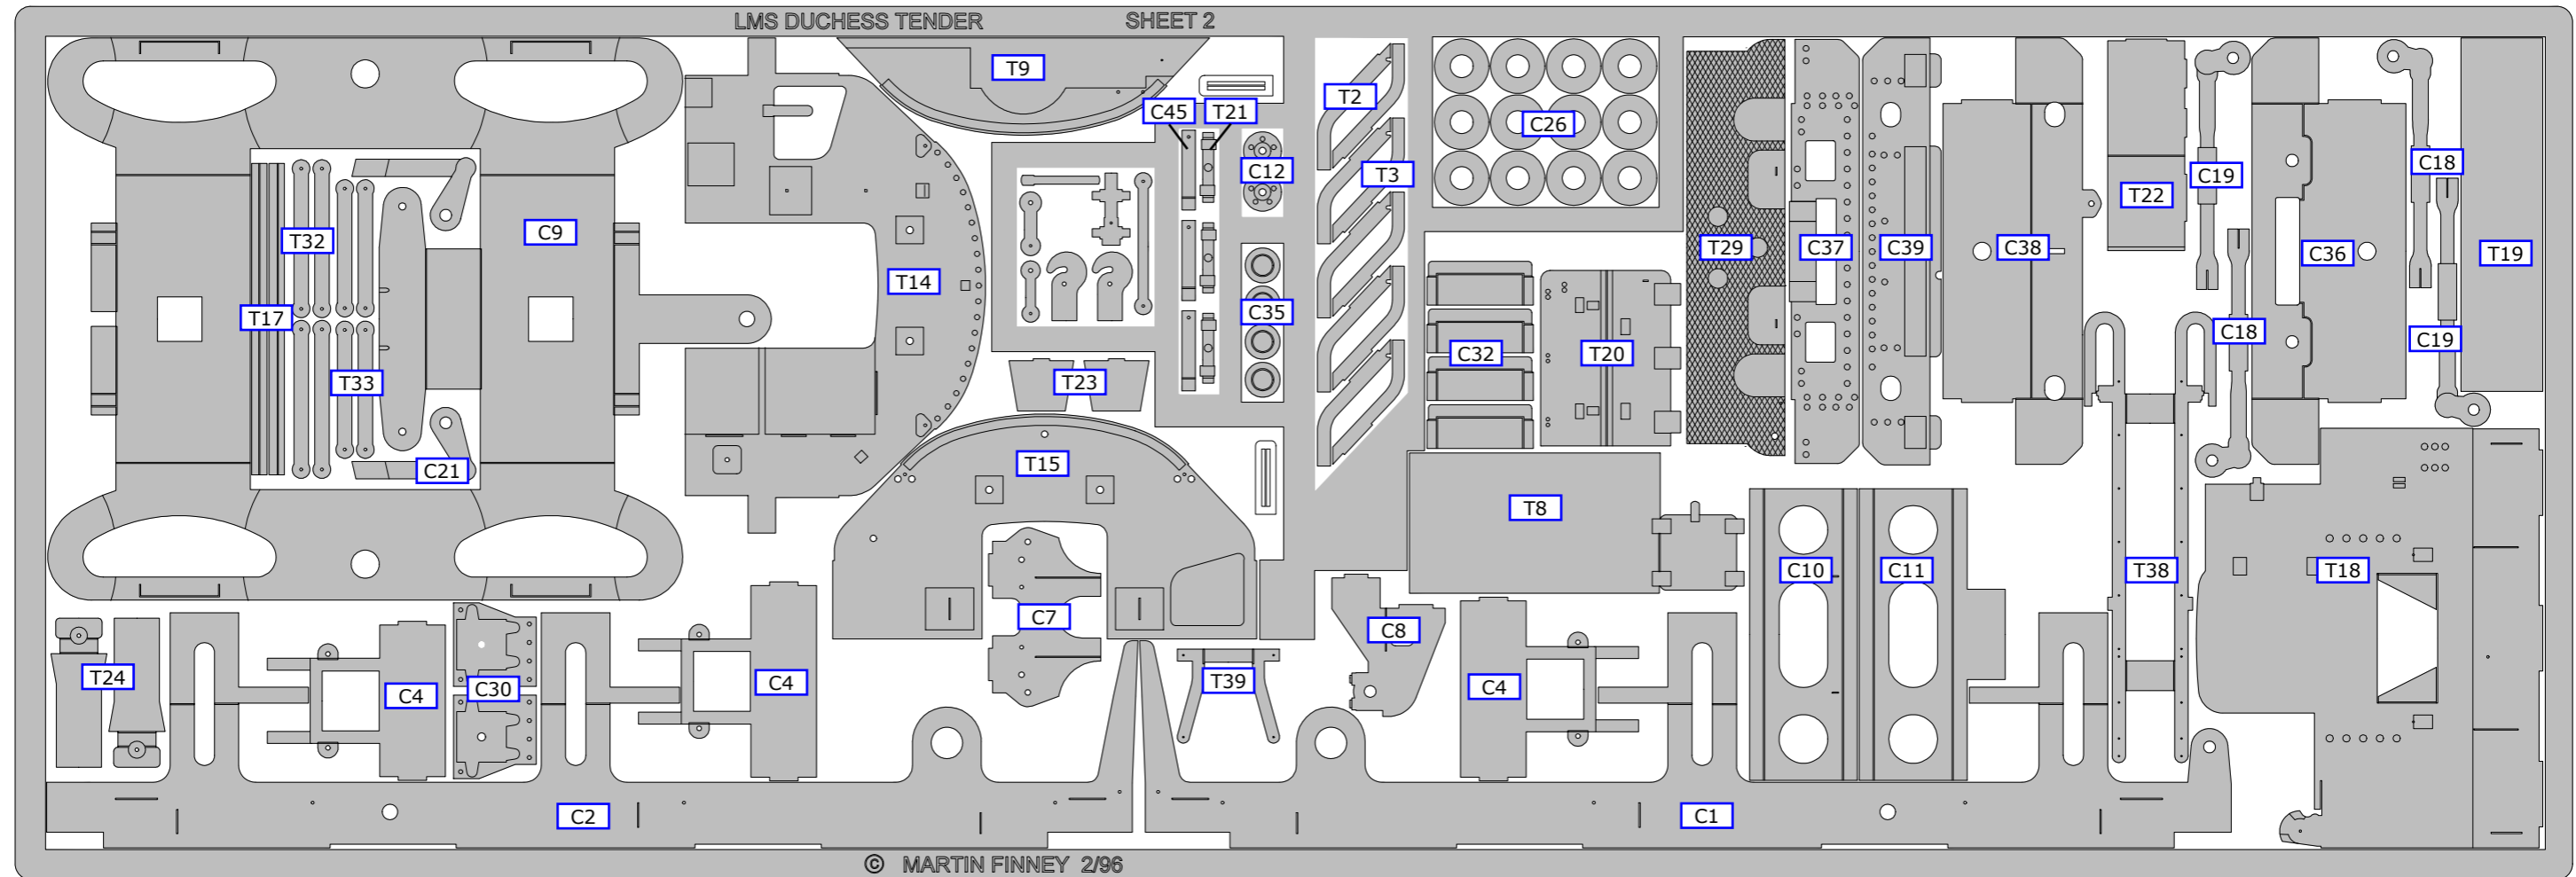 LMS DUCHESS TENDER SHEET 2
T9
T2
C45 T21
C26
C12
T3
C18
C19
T22
T32
C9
T29 C37 C39 C38 C36 T19
T14
T17
C35
C18
C19
C32 T20
T23
T33
C21
T15
T8
C10 C11 T38 T18
C7
C8
T24
C30
C4
C4
T39
C4
C2
C1
© MARTIN FINNEY 2/96